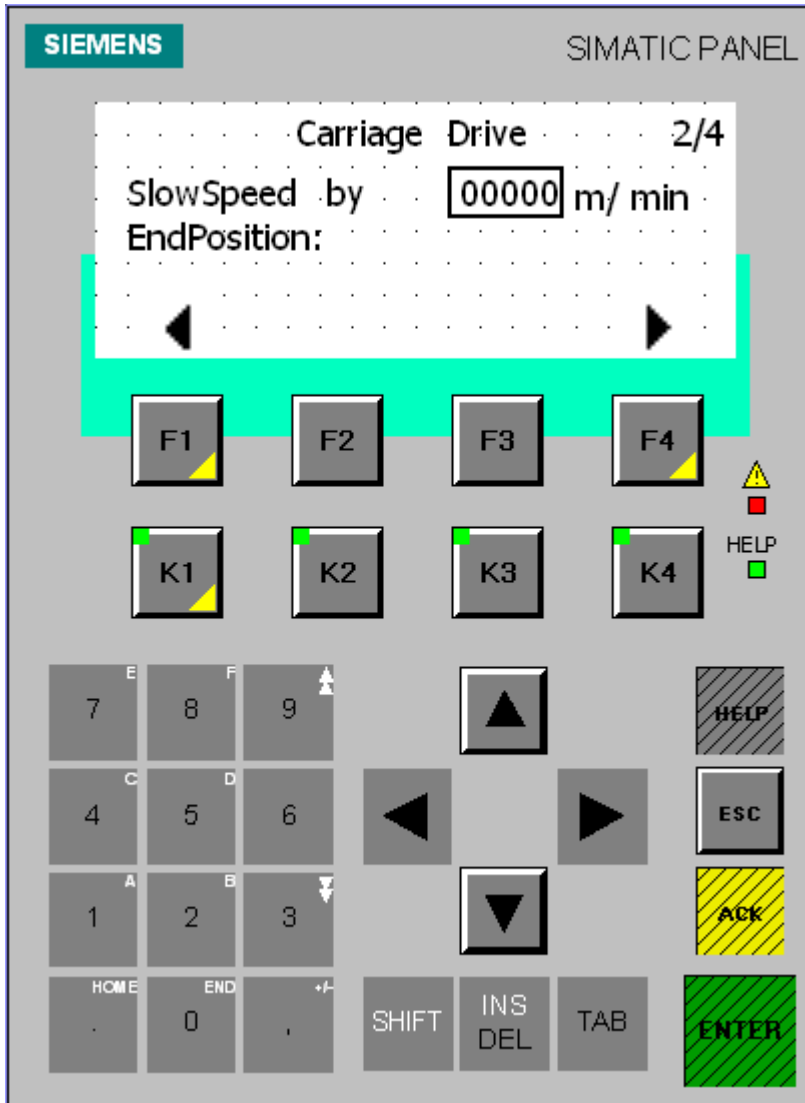 SIEMENS SIMATIC PANEL
Carriage Drive 2/4
SlowSpeed by 00000 m/ min
EndPosition:
F1 F2 F3 F4
K1 K2 K3 K4
HELP
7 E 8 F 9
HELP
4 C 5 D 6
ESC
1 A 2 B 3
ACK
. HOME 0 END , +/-
SHIFT INS DEL TAB
ENTER